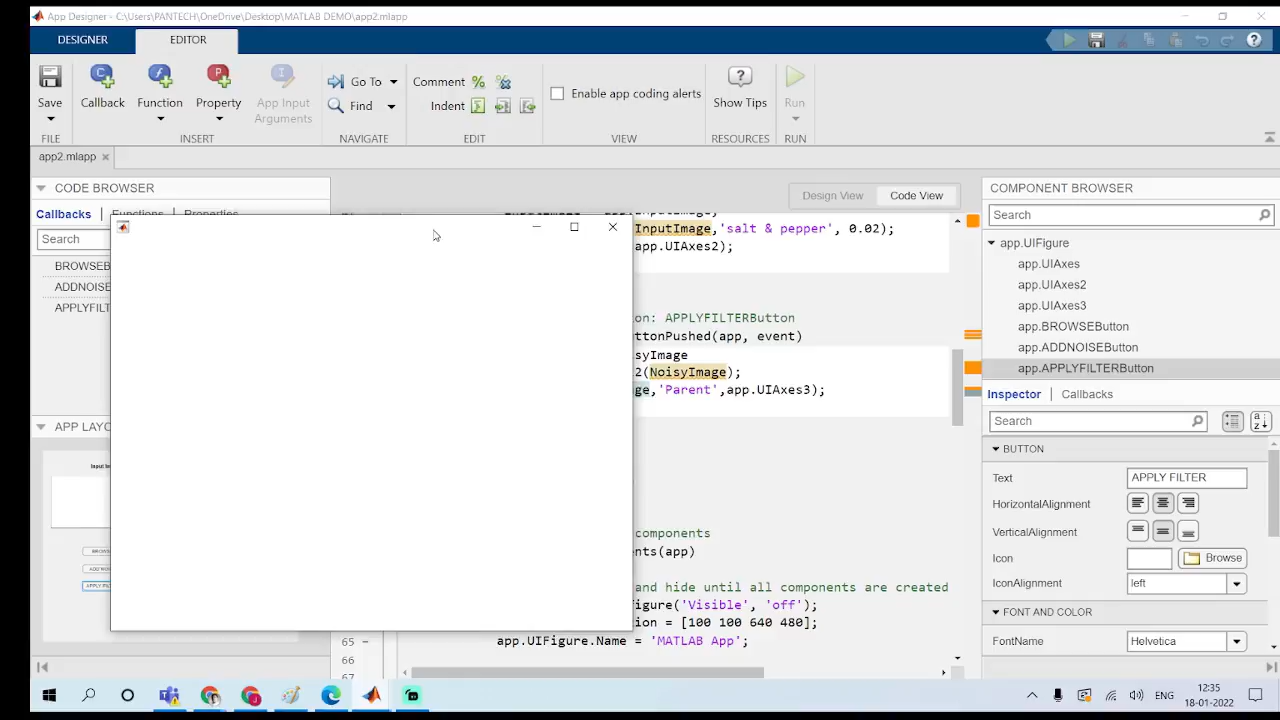 App Designer - C:\Users\PANTECH\OneDrive\Desktop\MATLAB DEMO\app2.mlapp
DESIGNER
EDITOR
Save
Callback
Function
Property
App Input
Arguments
Go To
Find
Comment
Indent
Enable app coding alerts
Show Tips
Run
FILE
INSERT
NAVIGATE
EDIT
VIEW
RESOURCES
RUN
app2.mlapp
CODE BROWSER
Callbacks
Functions
Properties
Search
BROWSEB
ADDNOISE
APPLYFILT
APP LAYO
Input Im
BROWS
APPLY FIL
Design View
Code View
InputImage,'salt & pepper', 0.02);
app.UIAxes2);
on: APPLYFILTERButton
ttonPushed(app, event)
syImage
2(NoisyImage);
ge,'Parent',app.UIAxes3);
components
ents(app)
and hide until all components are created
igure('Visible', 'off');
ion = [100 100 640 480];
65
app.UIFigure.Name = 'MATLAB App';
66
67
COMPONENT BROWSER
Search
app.UIFigure
app.UIAxes
app.UIAxes2
app.UIAxes3
app.BROWSEButton
app.ADDNOISEButton
app.APPLYFILTERButton
Inspector
Callbacks
Search
BUTTON
Text
APPLY FILTER
HorizontalAlignment
VerticalAlignment
Icon
Browse
IconAlignment
left
FONT AND COLOR
FontName
Helvetica
ENG
12:35
18-01-2022